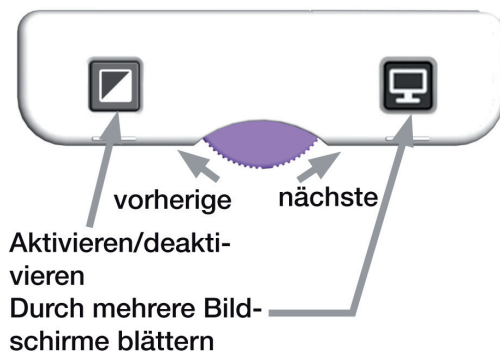 vorherige
nächste
Aktivieren/deakti-
vieren
Durch mehrere Bild-
schirme blättern